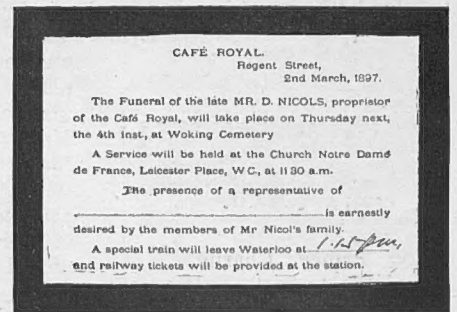 CAFÉ ROYAL.
Regent Street,
2nd March, 1897.
The Funeral of the late MR. D. NICOLS, proprietor
of the Café Royal, will take place on Thursday next,
the 4th inst., at Woking Cemetery
A Service will be held at the Church Notre Dame
de France, Leicester Place, W.C., at 11 30 a.m.
The presence of a representative of
is earnestly
desired by the members of Mr Nicol's family.
A special train will leave Waterloo at
and railway tickets will be provided at the station.